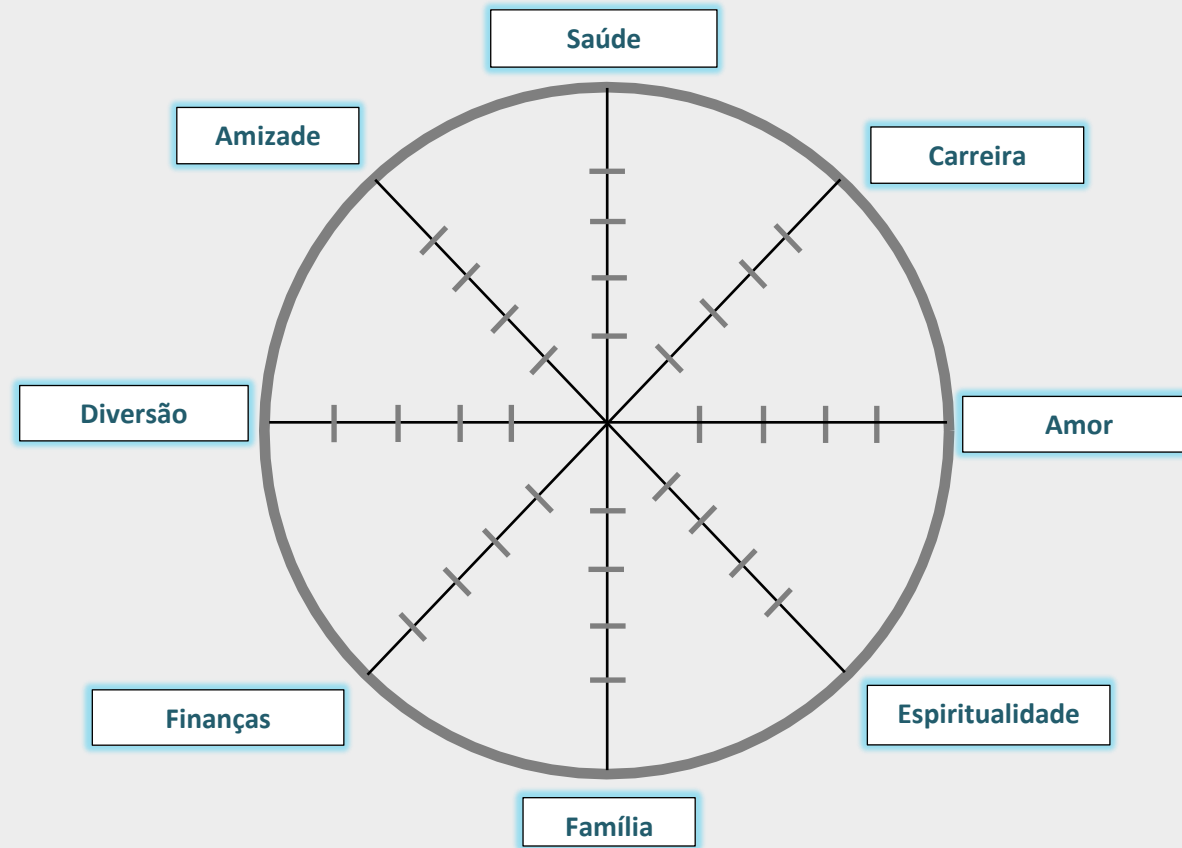 Saúde
Amizade
Carreira
Diversão
Amor
Finanças
Espiritualidade
Família